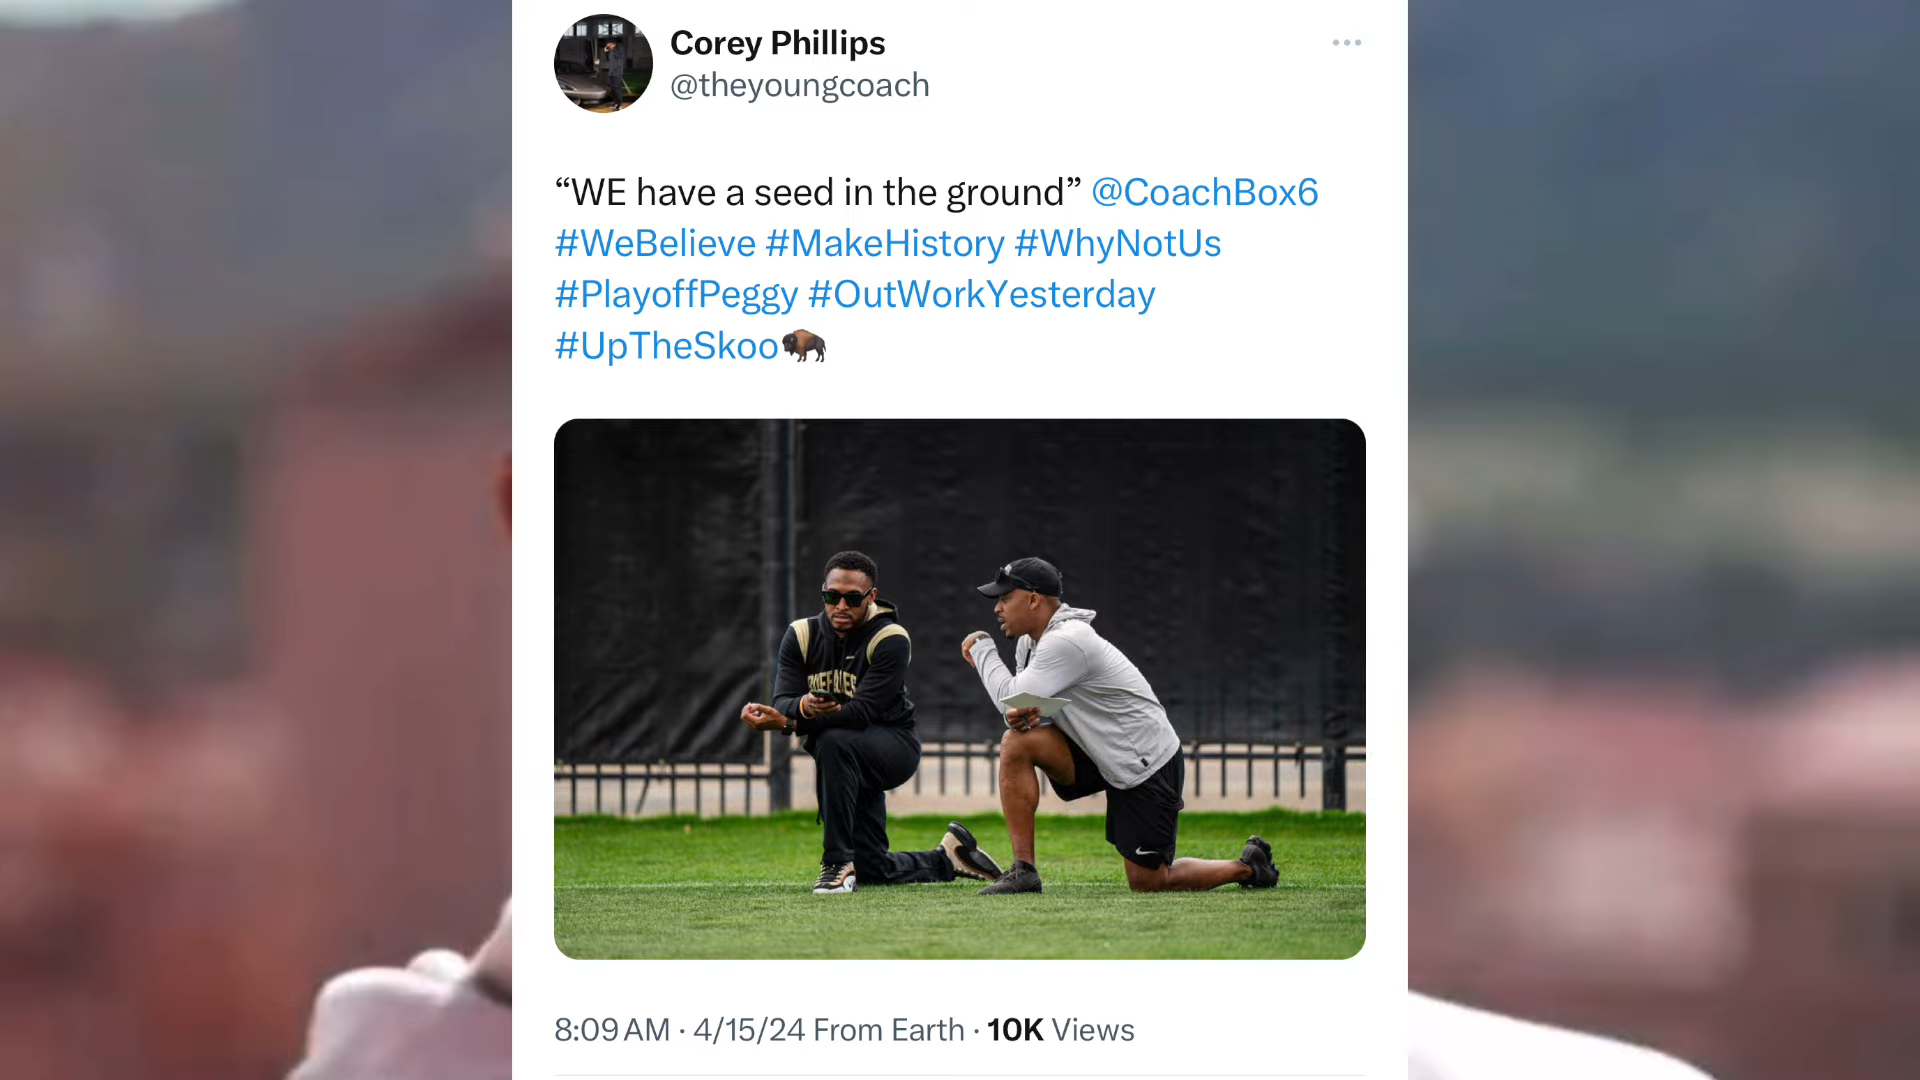 Corey Phillips
@theyoungcoach
“WE have a seed in the ground” @CoachBox6
#WeBelieve #MakeHistory #WhyNotUs
#PlayoffPeggy #OutWorkYesterday
#UpTheSkoo🦬
8:09 AM · 4/15/24 From Earth · 10K Views